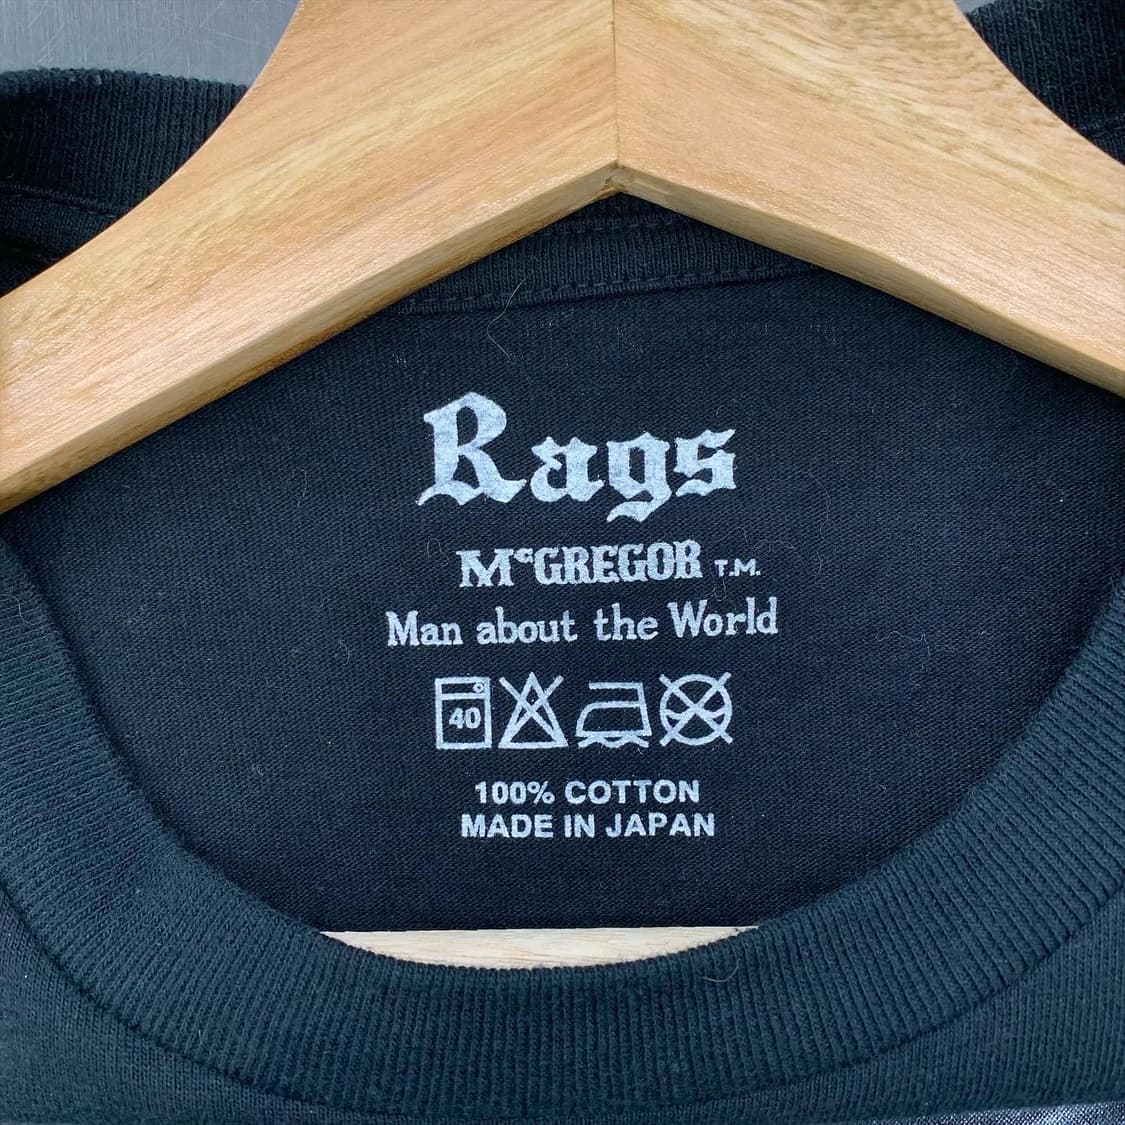 Rags
McGREGOR T.M.
Man about the World
40
100% COTTON
MADE IN JAPAN